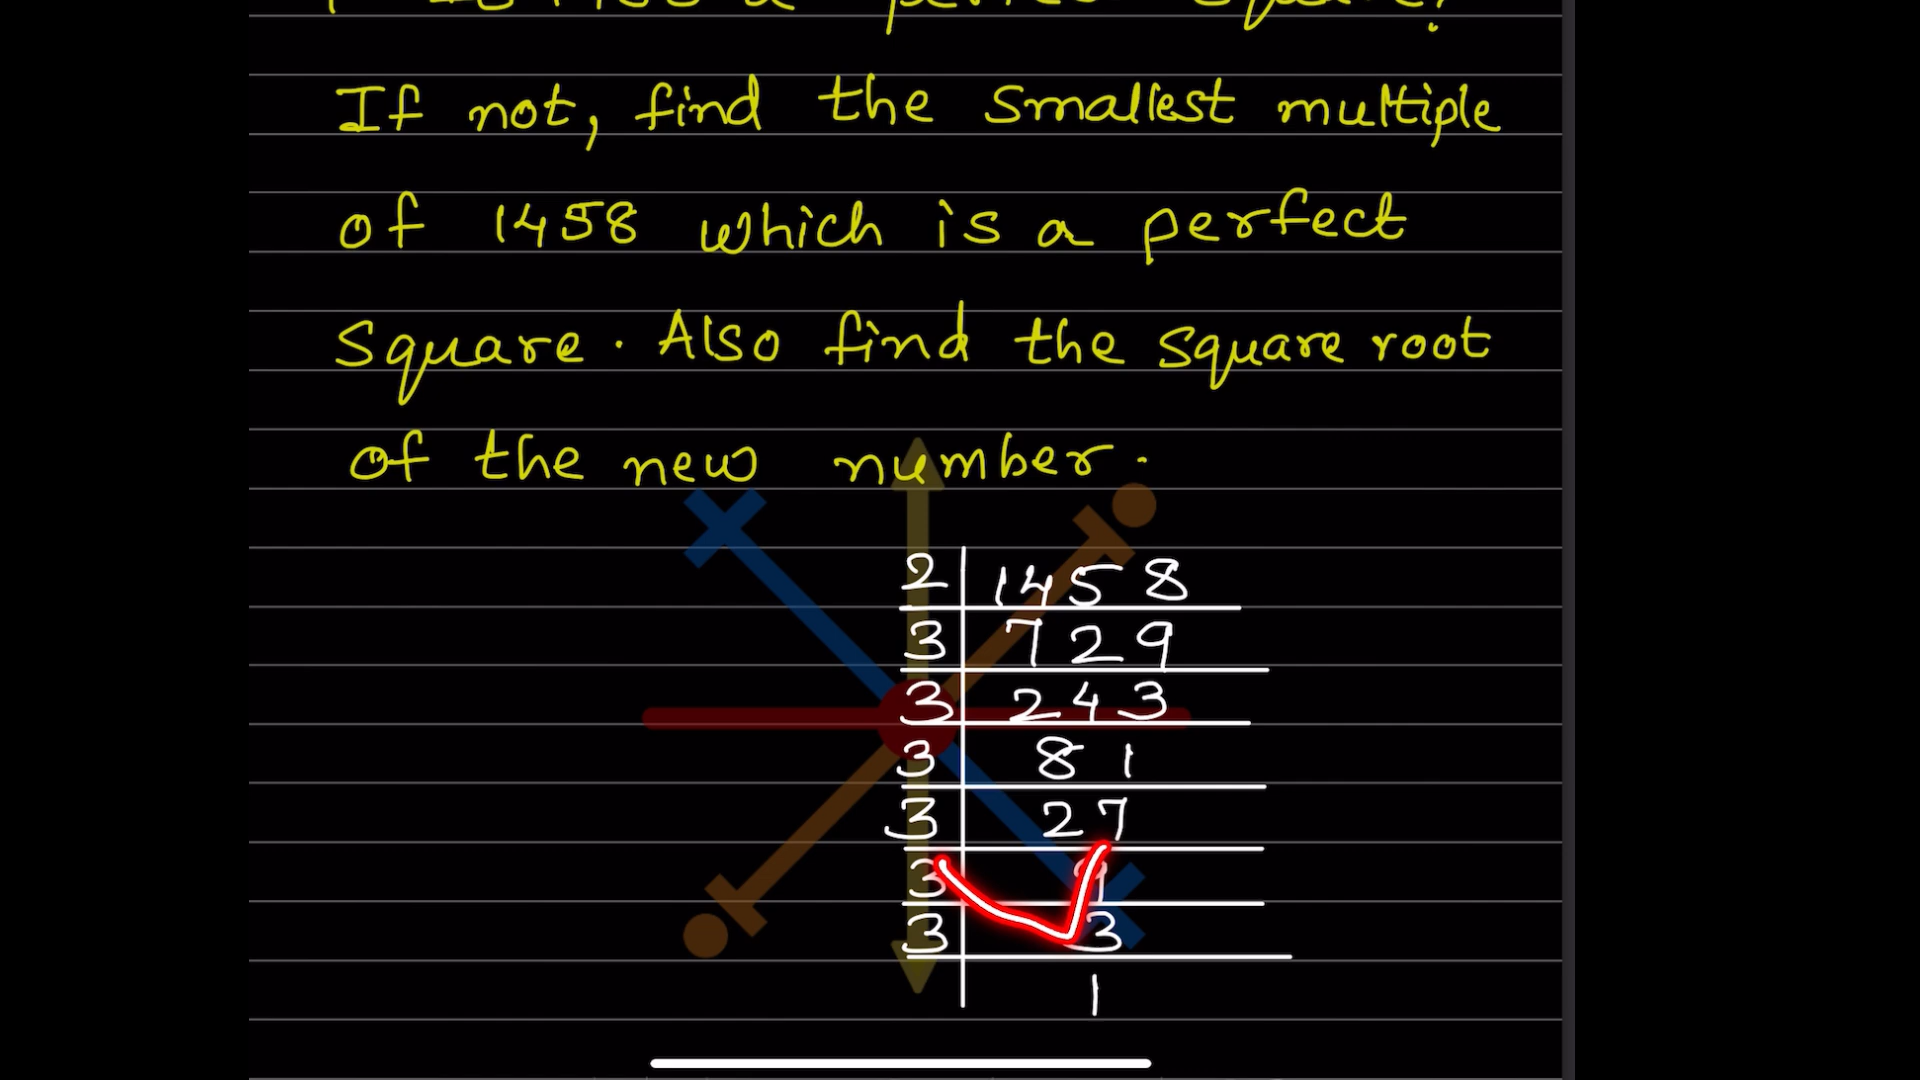 If not, find the smallest multiple
of 1458 which is a perfect
square. Also find the square root
of the new number.
2 1458
3 729
3 243
3 81
3 27
3 9
3 3
1